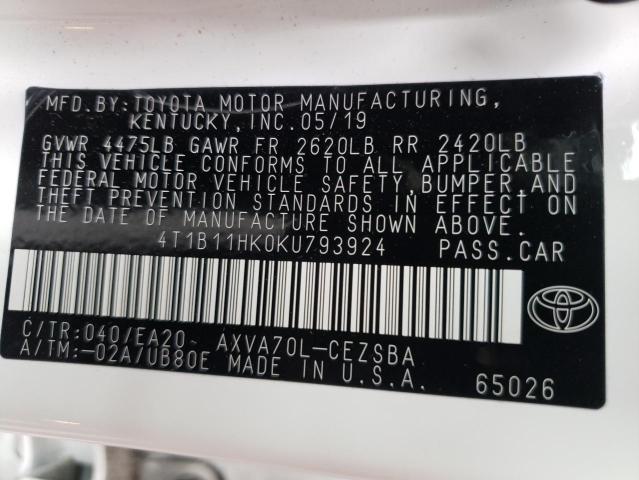 MFD.BY:TOYOTA MOTOR MANUFACTURING,
KENTUCKY,INC.05/19
GVWR 4475LB GAWR FR 2620LB RR 2420LB
THIS VEHICLE CONFORMS TO ALL APPLICABLE
FEDERAL MOTOR VEHICLE SAFETY,BUMPER,AND
THEFT PREVENTION STANDARDS IN EFFECT ON
THE DATE OF MANUFACTURE SHOWN ABOVE.
4T1B11HK0KU793924 PASS.CAR
C/TR:040/EA20 AXVA70L-CEZSBA
A/TM:-02A/UB80E MADE IN U.S.A. 65026